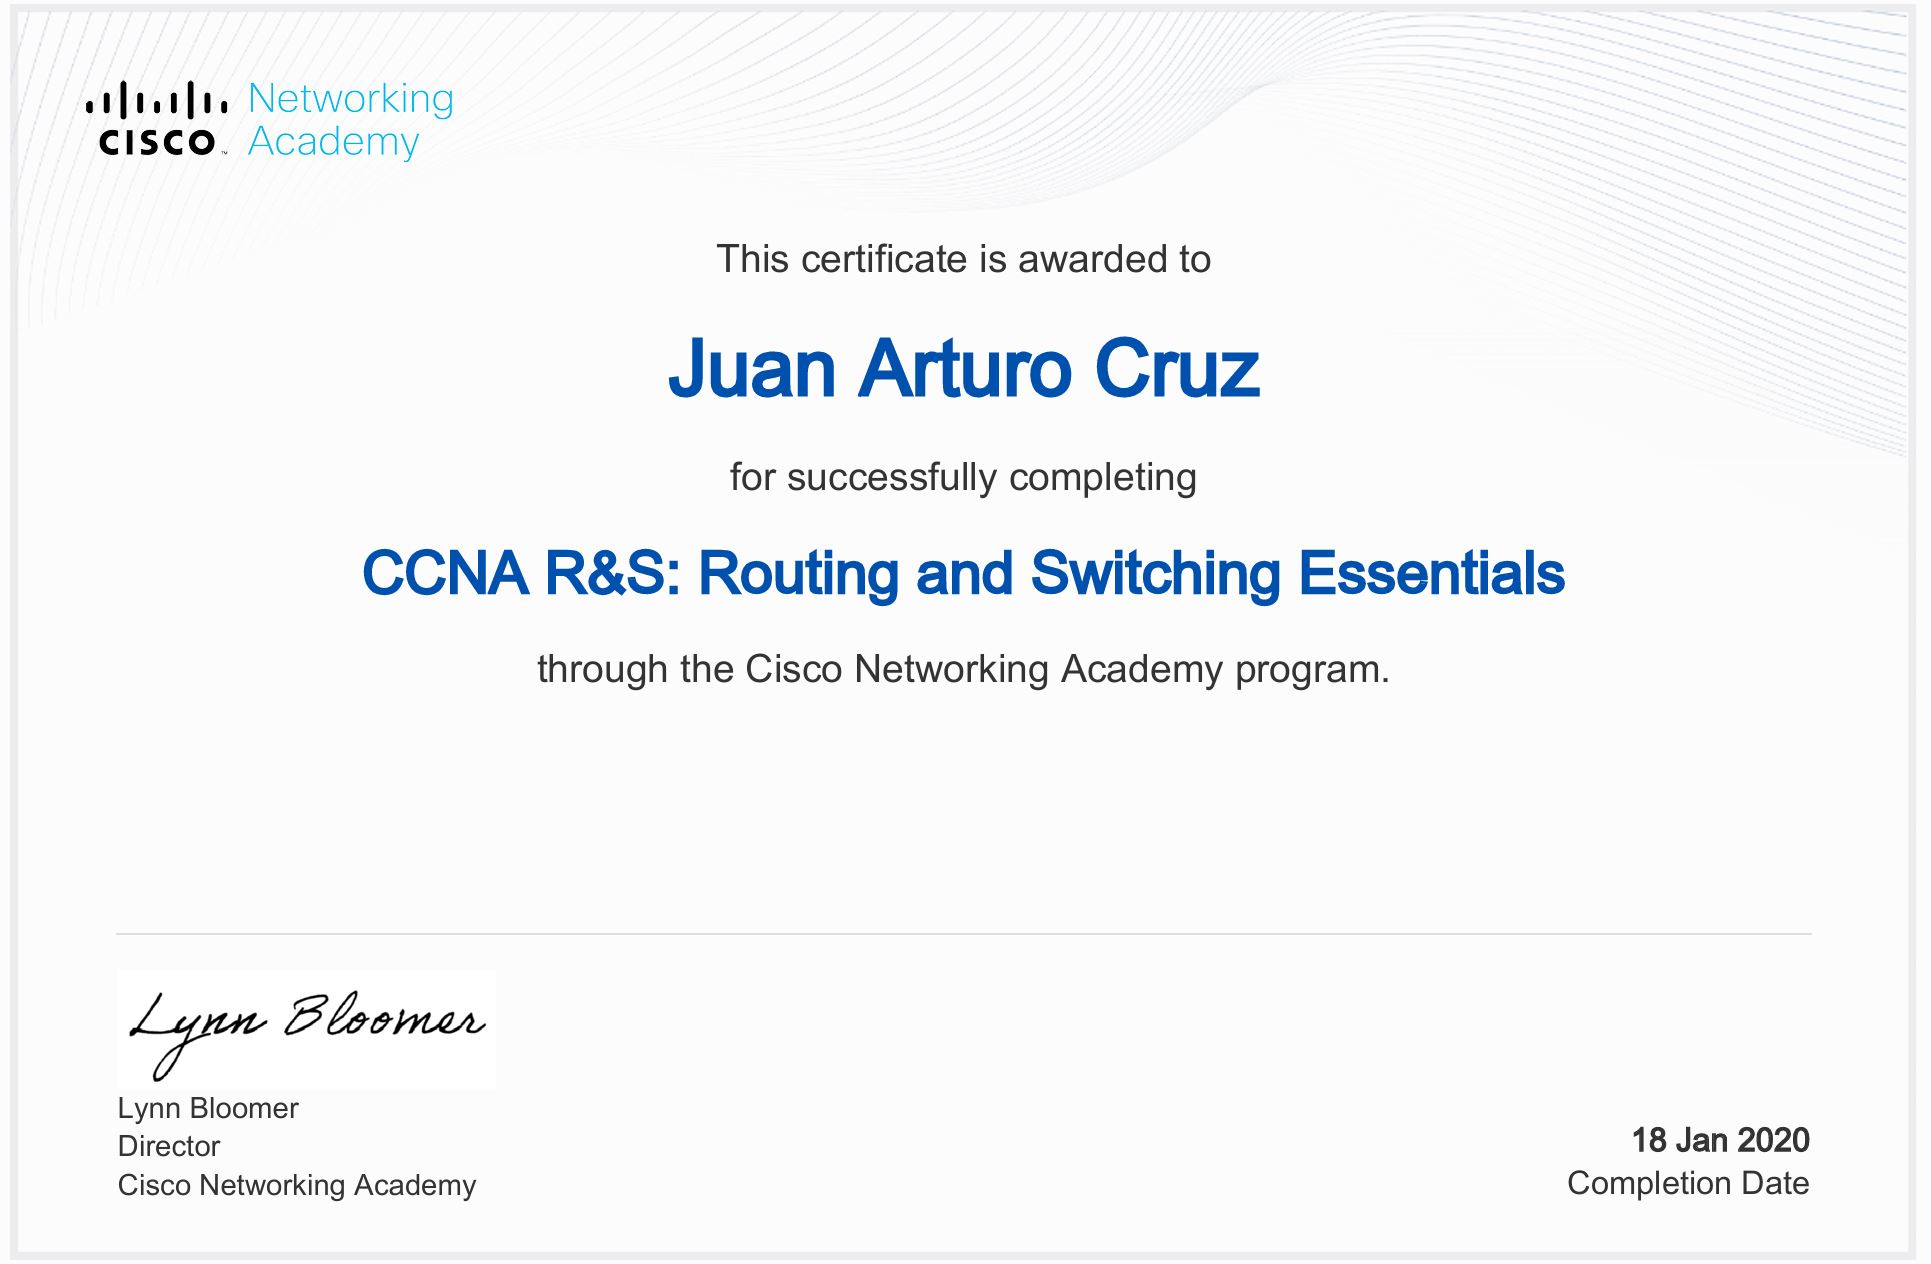 CISCO™ Networking
Academy
This certificate is awarded to
Juan Arturo Cruz
for successfully completing
CCNA R&S: Routing and Switching Essentials
through the Cisco Networking Academy program.
Lynn Bloomer
Lynn Bloomer
Director
Cisco Networking Academy
18 Jan 2020
Completion Date